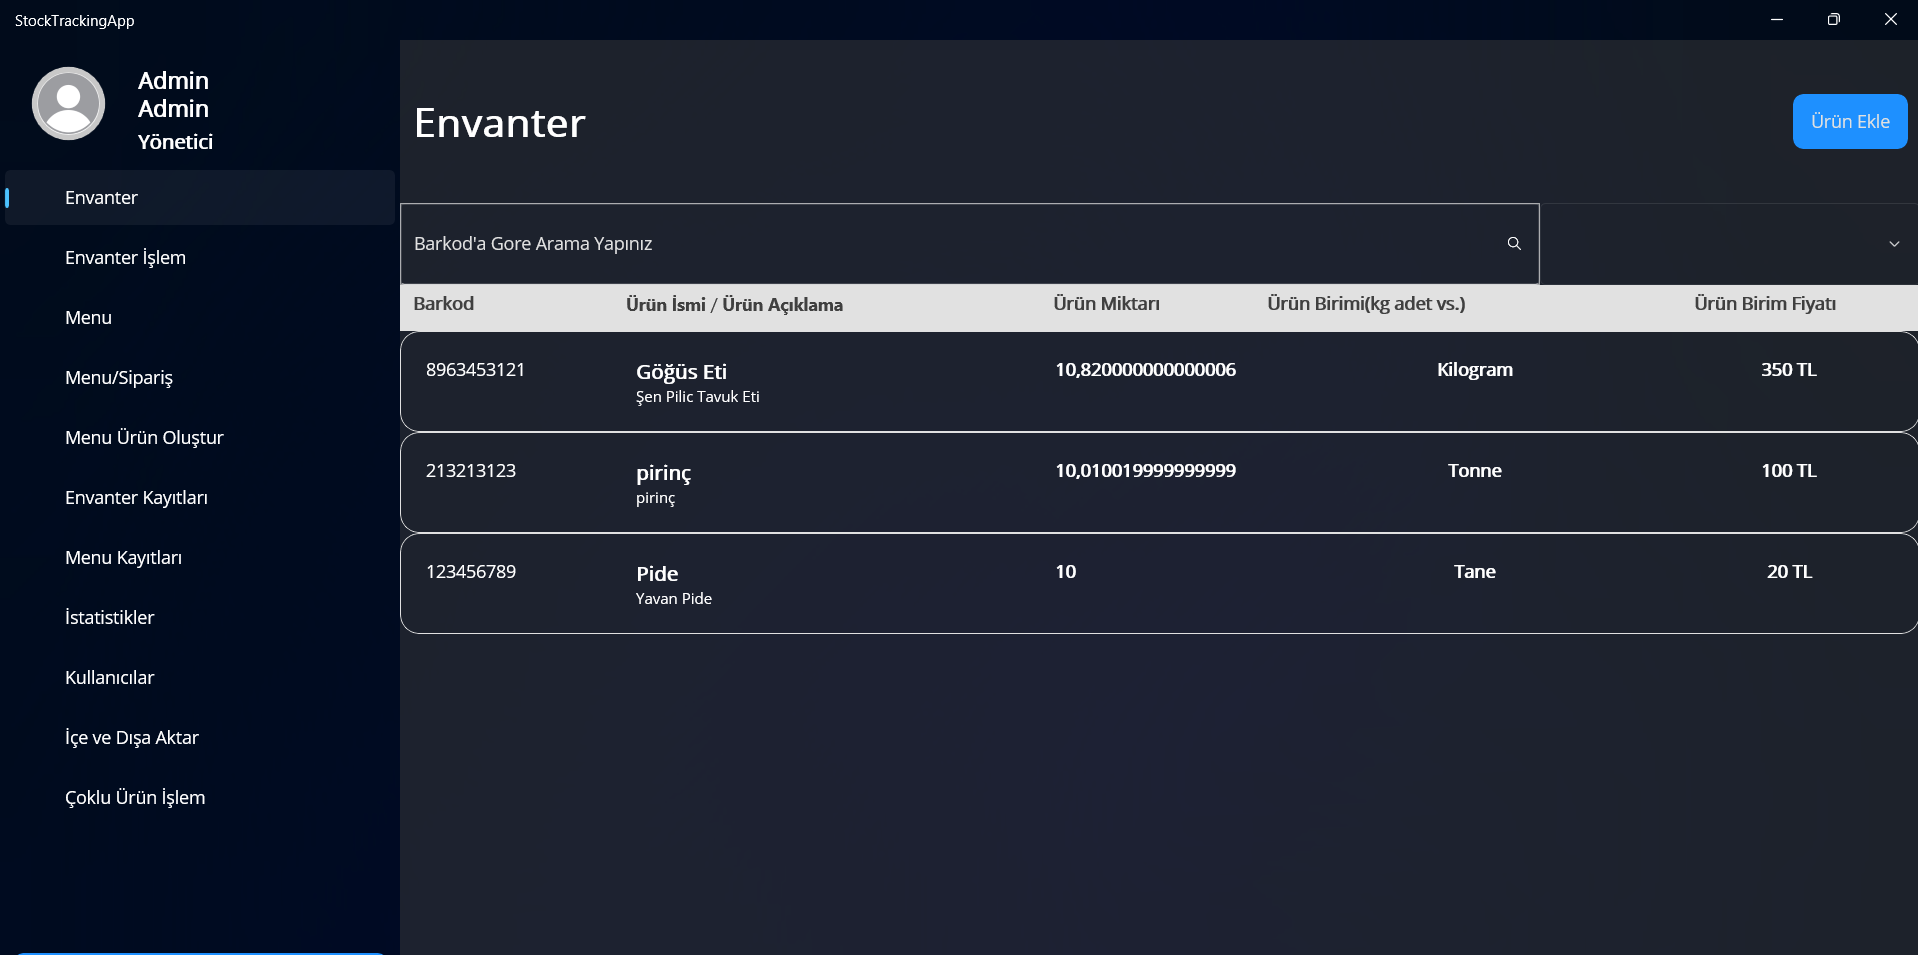 StockTrackingApp
Admin
Admin
Yönetici
Envanter
Envanter İşlem
Menu
Menu/Sipariş
Menu Ürün Oluştur
Envanter Kayıtları
Menu Kayıtları
İstatistikler
Kullanıcılar
İçe ve Dışa Aktar
Çoklu Ürün İşlem
Envanter
Ürün Ekle
Barkod'a Gore Arama Yapınız
Barkod Ürün İsmi / Ürün Açıklama Ürün Miktarı Ürün Birimi(kg adet vs.) Ürün Birim Fiyatı
8963453121 Göğüs Eti 10,820000000000006 Kilogram 350 TL
Şen Pilic Tavuk Eti
213213123 pirinç 10,010019999999999 Tonne 100 TL
pirinç
123456789 Pide 10 Tane 20 TL
Yavan Pide